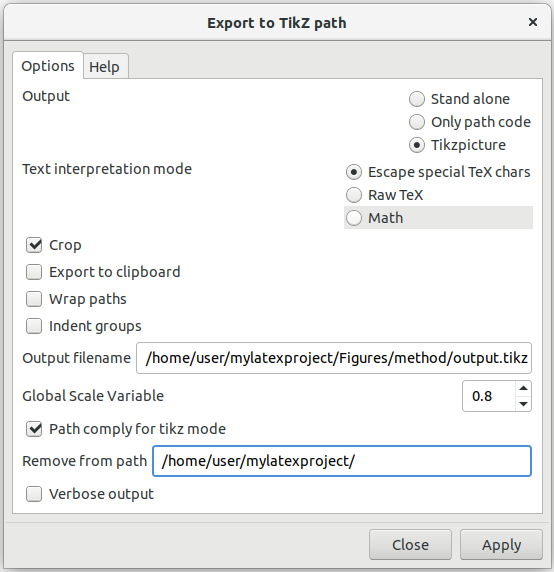 Export to TikZ path
Options
Help
Output
Stand alone
Only path code
Tikzpicture
Text interpretation mode
Escape special TeX chars
Raw TeX
Math
Crop
Export to clipboard
Wrap paths
Indent groups
Output filename /home/user/mylatexproject/Figures/method/output.tikz
Global Scale Variable 0.8
Path comply for tikz mode
Remove from path /home/user/mylatexproject/
Verbose output
Close Apply